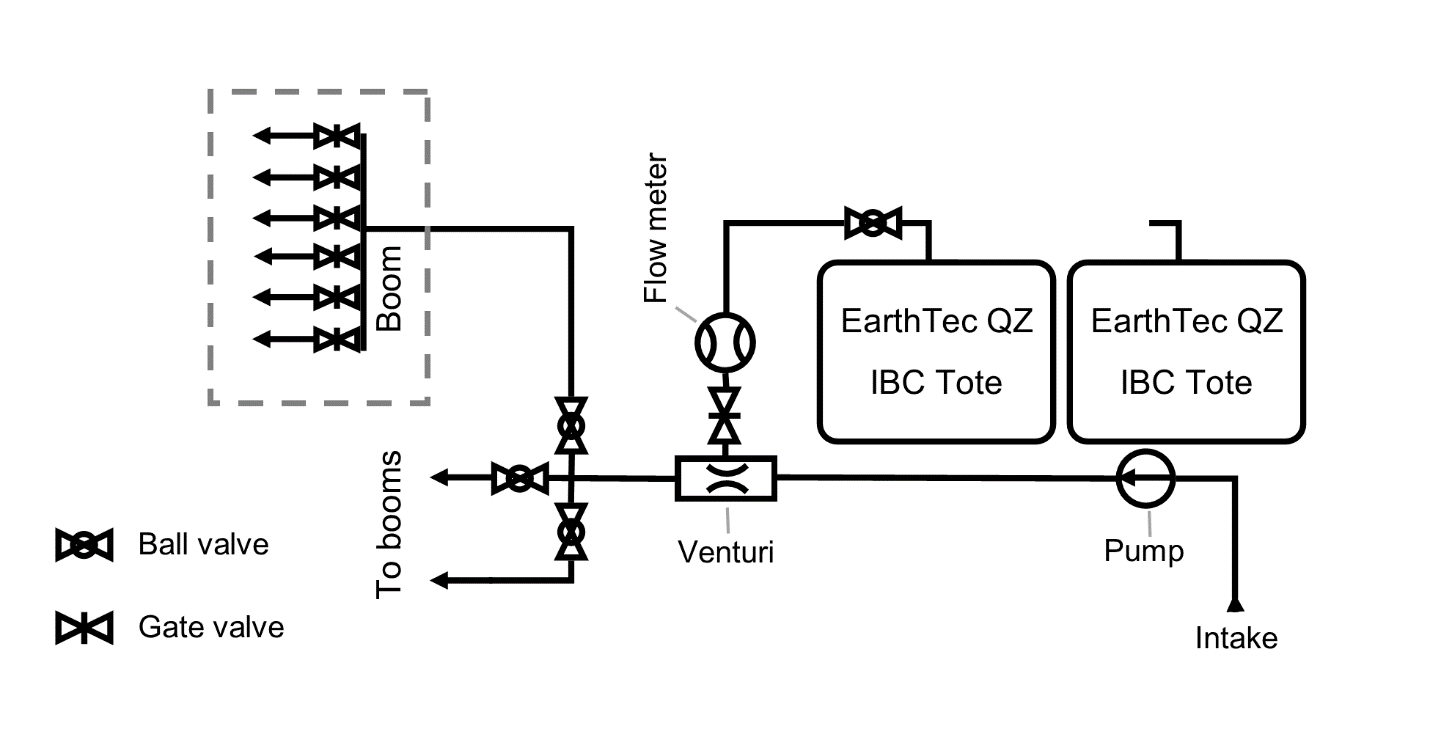 Flow meter
Boom
EarthTec QZ
IBC Tote
EarthTec QZ
IBC Tote
To booms
Venturi
Pump
Intake
Ball valve
Gate valve